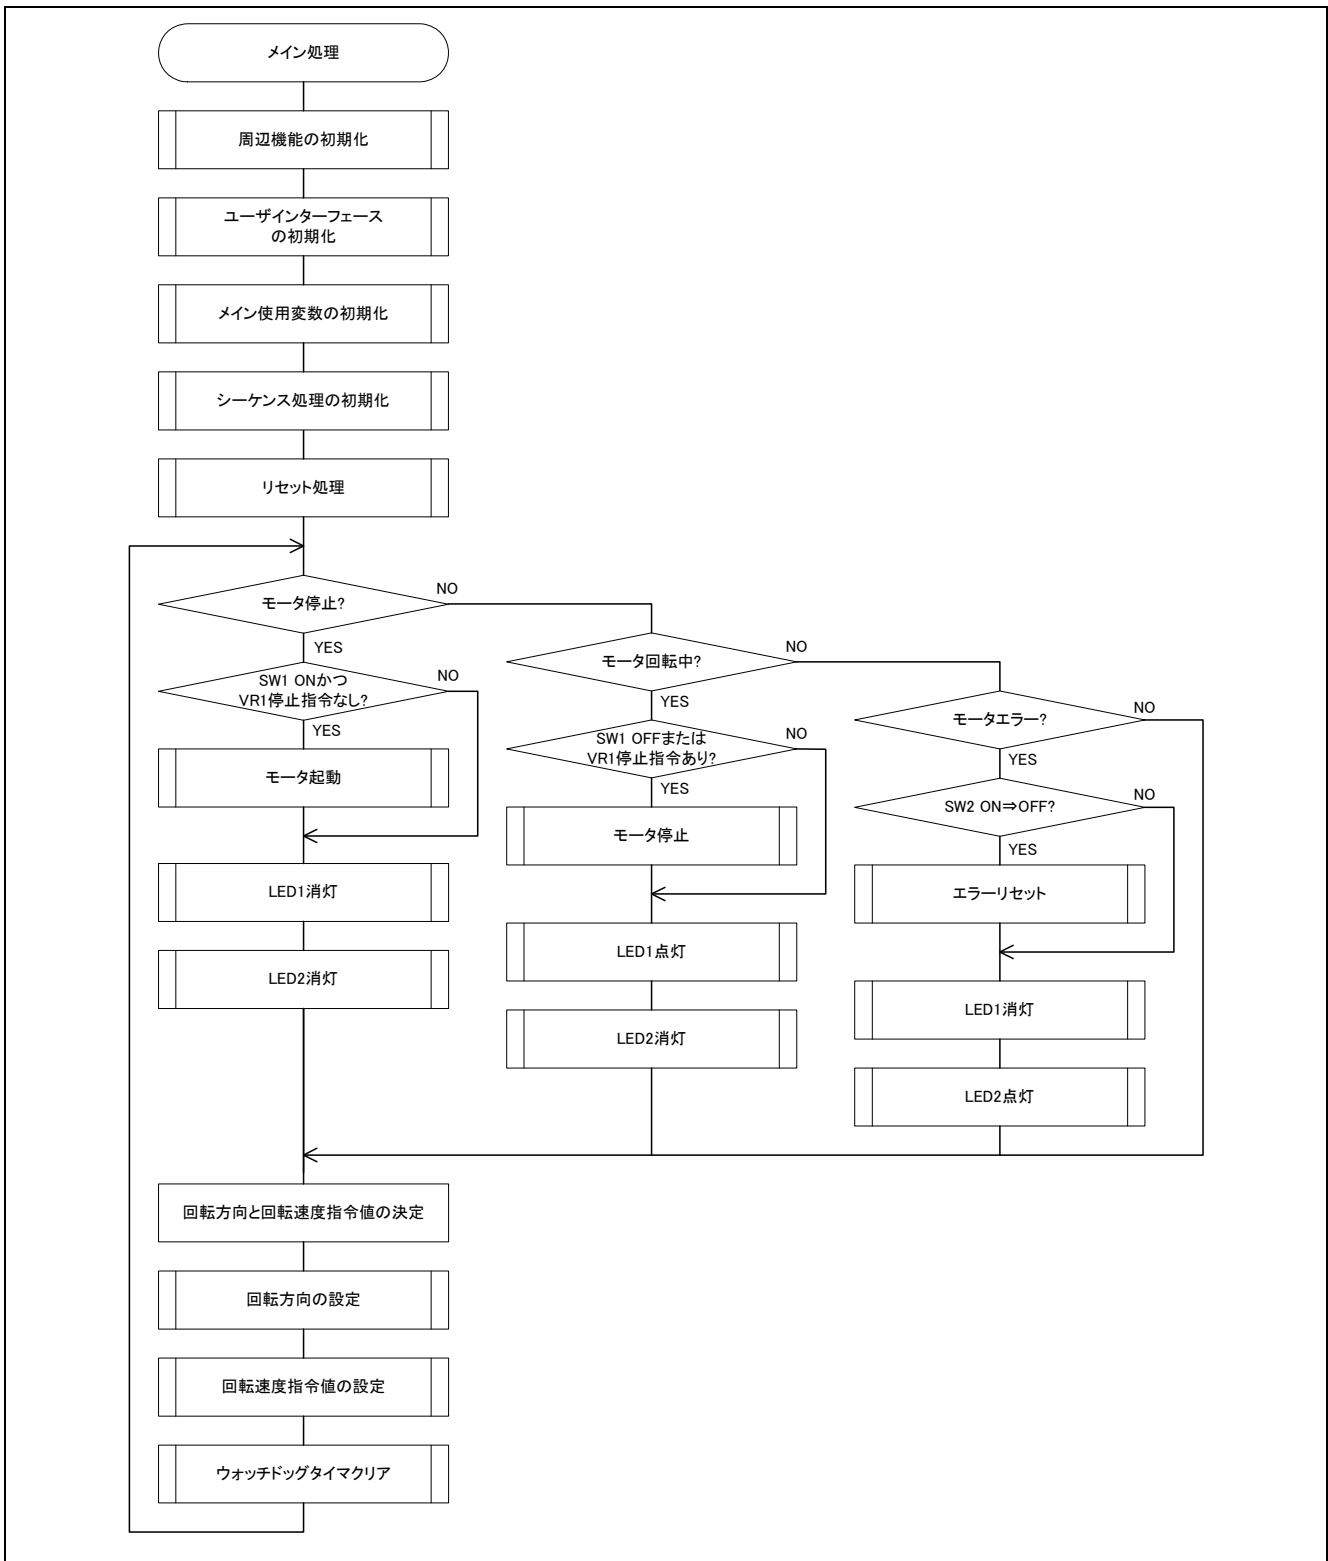 メイン処理
周辺機能の初期化
ユーザインターフェース
の初期化
メイン使用変数の初期化
シーケンス処理の初期化
リセット処理
モータ停止?
NO
YES
SW1 ONかつ
VR1停止指令なし?
NO
YES
モータ起動
LED1消灯
LED2消灯
モータ回転中?
NO
YES
SW1 OFFまたは
VR1停止指令あり?
NO
YES
モータ停止
LED1点灯
LED2消灯
モータエラー?
NO
YES
SW2 ON⇒OFF?
NO
YES
エラーリセット
LED1消灯
LED2点灯
回転方向と回転速度指令値の決定
回転方向の設定
回転速度指令値の設定
ウォッチドッグタイマクリア